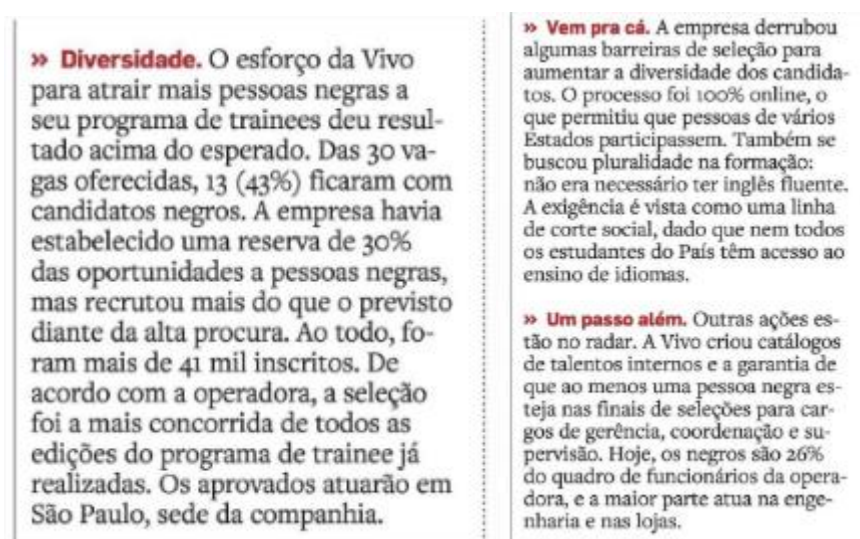 » Diversidade. O esforço da Vivo
para atrair mais pessoas negras a
seu programa de trainees deu resul-
tado acima do esperado. Das 30 va-
gas oferecidas, 13 (43%) ficaram com
candidatos negros. A empresa havia
estabelecido uma reserva de 30%
das oportunidades a pessoas negras,
mas recrutou mais do que o previsto
diante da alta procura. Ao todo, fo-
ram mais de 41 mil inscritos. De
acordo com a operadora, a seleção
foi a mais concorrida de todos as
edições do programa de trainee já
realizadas. Os aprovados atuarão em
São Paulo, sede da companhia.
» Vem pra cá. A empresa derrubou
algumas barreiras de seleção para
aumentar a diversidade dos candida-
tos. O processo foi 100% online, o
que permitiu que pessoas de vários
Estados participassem. Também se
buscou pluralidade na formação:
não era necessário ter inglês fluente.
A exigência é vista como uma linha
de corte social, dado que nem todos
os estudantes do País têm acesso ao
ensino de idiomas.
» Um passo além. Outras ações es-
tão no radar. A Vivo criou catálogos
de talentos internos e a garantia de
que ao menos uma pessoa negra es-
teja nas finais de seleções para car-
gos de gerência, coordenação e su-
pervisão. Hoje, os negros são 26%
do quadro de funcionários da opera-
dora, e a maior parte atua na enge-
nharia e nas lojas.